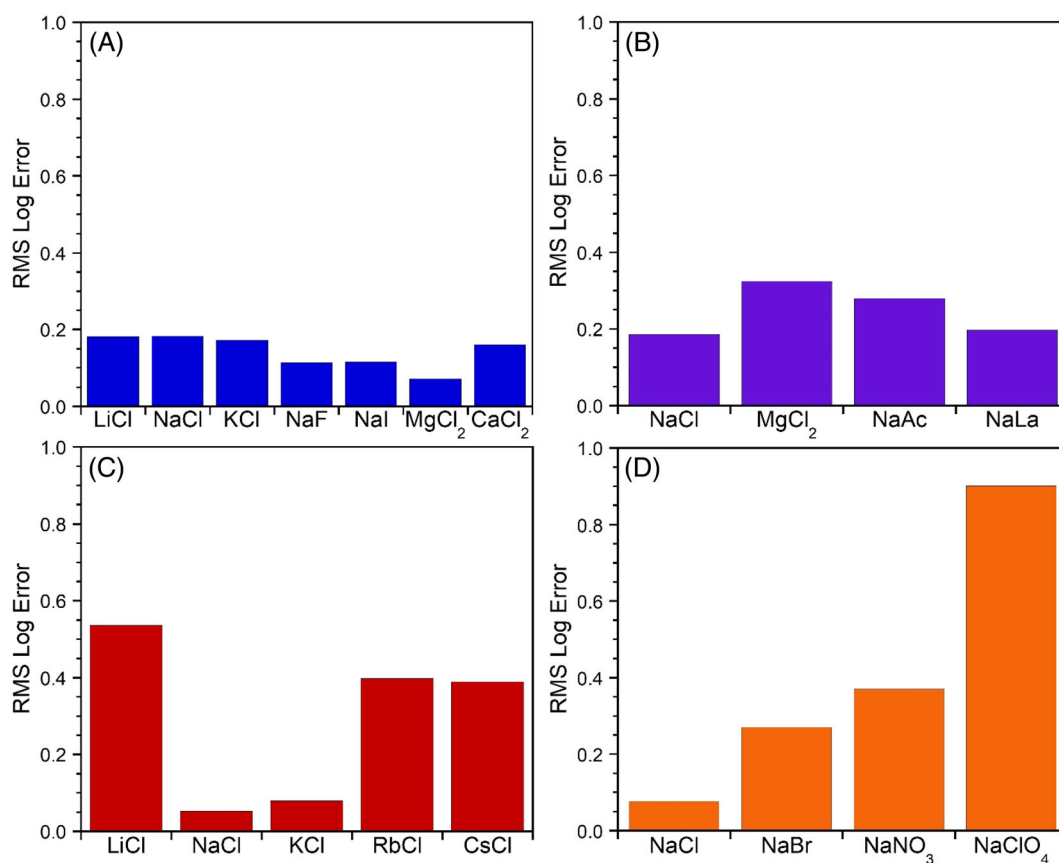 (A)
RMS Log Error
1.0
0.8
0.6
0.4
0.2
0.0
LiCl NaCl KCl NaF NaI MgCl₂ CaCl₂
(B)
RMS Log Error
1.0
0.8
0.6
0.4
0.2
0.0
NaCl MgCl₂ NaAc NaLa
(C)
RMS Log Error
1.0
0.8
0.6
0.4
0.2
0.0
LiCl NaCl KCl RbCl CsCl
(D)
RMS Log Error
1.0
0.8
0.6
0.4
0.2
0.0
NaCl NaBr NaNO₃ NaClO₄